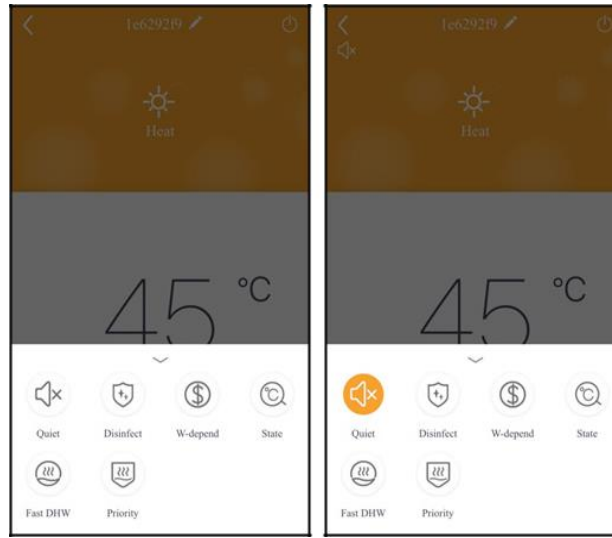 1e6292f9
Heat
45 °C
Quiet Disinfect W-depend State
Fast DHW Priority
1e6292f9
Heat
45 °C
Quiet Disinfect W-depend State
Fast DHW Priority